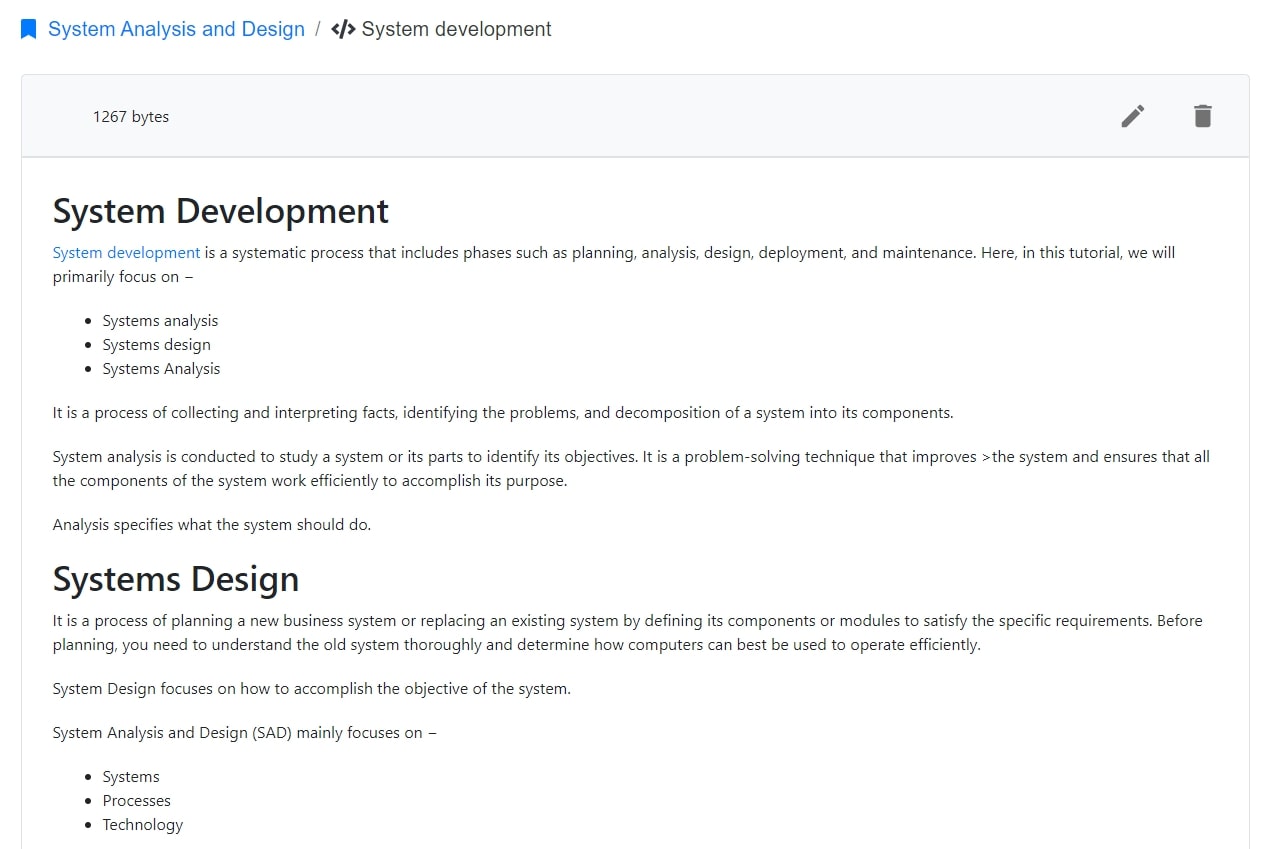 System Analysis and Design / </> System development
1267 bytes
System Development
System development is a systematic process that includes phases such as planning, analysis, design, deployment, and maintenance. Here, in this tutorial, we will
primarily focus on –
• Systems analysis
• Systems design
• Systems Analysis
It is a process of collecting and interpreting facts, identifying the problems, and decomposition of a system into its components.
System analysis is conducted to study a system or its parts to identify its objectives. It is a problem-solving technique that improves >the system and ensures that all
the components of the system work efficiently to accomplish its purpose.
Analysis specifies what the system should do.
Systems Design
It is a process of planning a new business system or replacing an existing system by defining its components or modules to satisfy the specific requirements. Before
planning, you need to understand the old system thoroughly and determine how computers can best be used to operate efficiently.
System Design focuses on how to accomplish the objective of the system.
System Analysis and Design (SAD) mainly focuses on –
• Systems
• Processes
• Technology